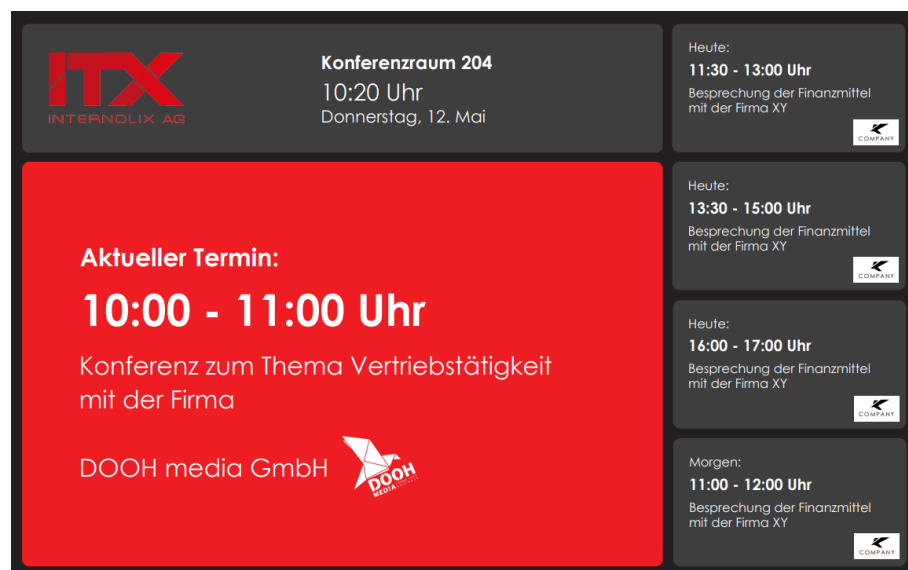 ITX
INTERNOLIX AG
Konferenzraum 204
10:20 Uhr
Donnerstag, 12. Mai
Aktueller Termin:
10:00 - 11:00 Uhr
Konferenz zum Thema Vertriebstätigkeit
mit der Firma
DOOH media GmbH
DOOH
MEDIA
Heute:
11:30 - 13:00 Uhr
Besprechung der Finanzmittel
mit der Firma XY
COMPANY
Heute:
13:30 - 15:00 Uhr
Besprechung der Finanzmittel
mit der Firma XY
COMPANY
Heute:
16:00 - 17:00 Uhr
Besprechung der Finanzmittel
mit der Firma XY
COMPANY
Morgen:
11:00 - 12:00 Uhr
Besprechung der Finanzmittel
mit der Firma XY
COMPANY